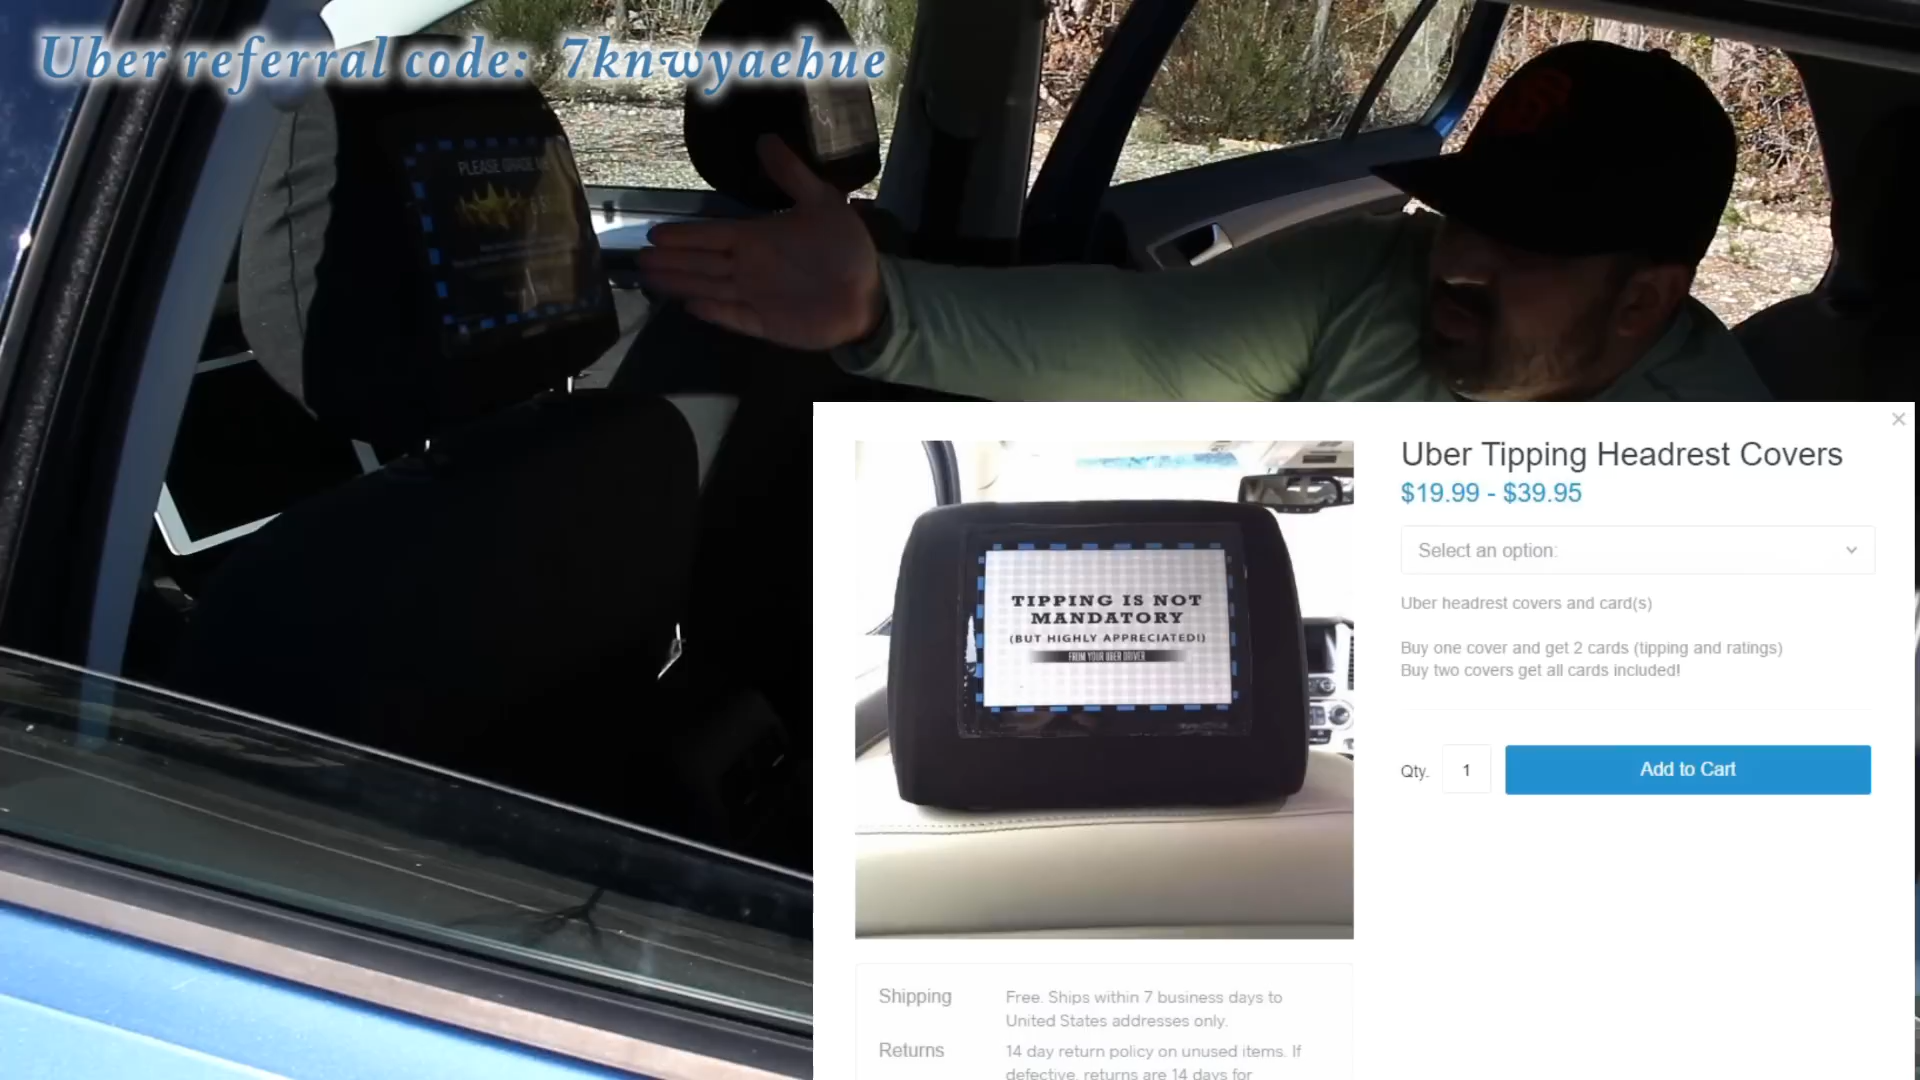 Uber referral code: 7knwyaehue
PLEASE GRADE
Uber Tipping Headrest Covers
$19.99 - $39.95
Select an option:
TIPPING IS NOT
MANDATORY
(BUT HIGHLY APPRECIATED!)
FROM YOUR UBER DRIVER
Uber headrest covers and card(s)
Buy one cover and get 2 cards (tipping and ratings)
Buy two covers get all cards included!
Qty. 1 Add to Cart
Shipping Free. Ships within 7 business days to
United States addresses only.
Returns 14 day return policy on unused items. If
defective, returns are 14 days for